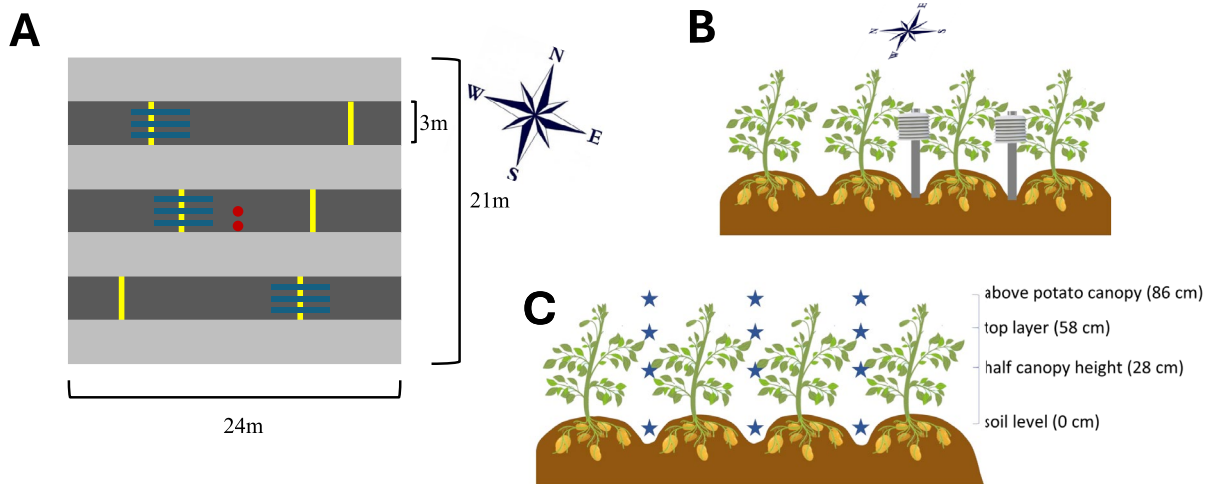 A
N
W
E
S
3m
21m
24m
B
E
N
S
W
C
above potato canopy (86 cm)
top layer (58 cm)
half canopy height (28 cm)
soil level (0 cm)